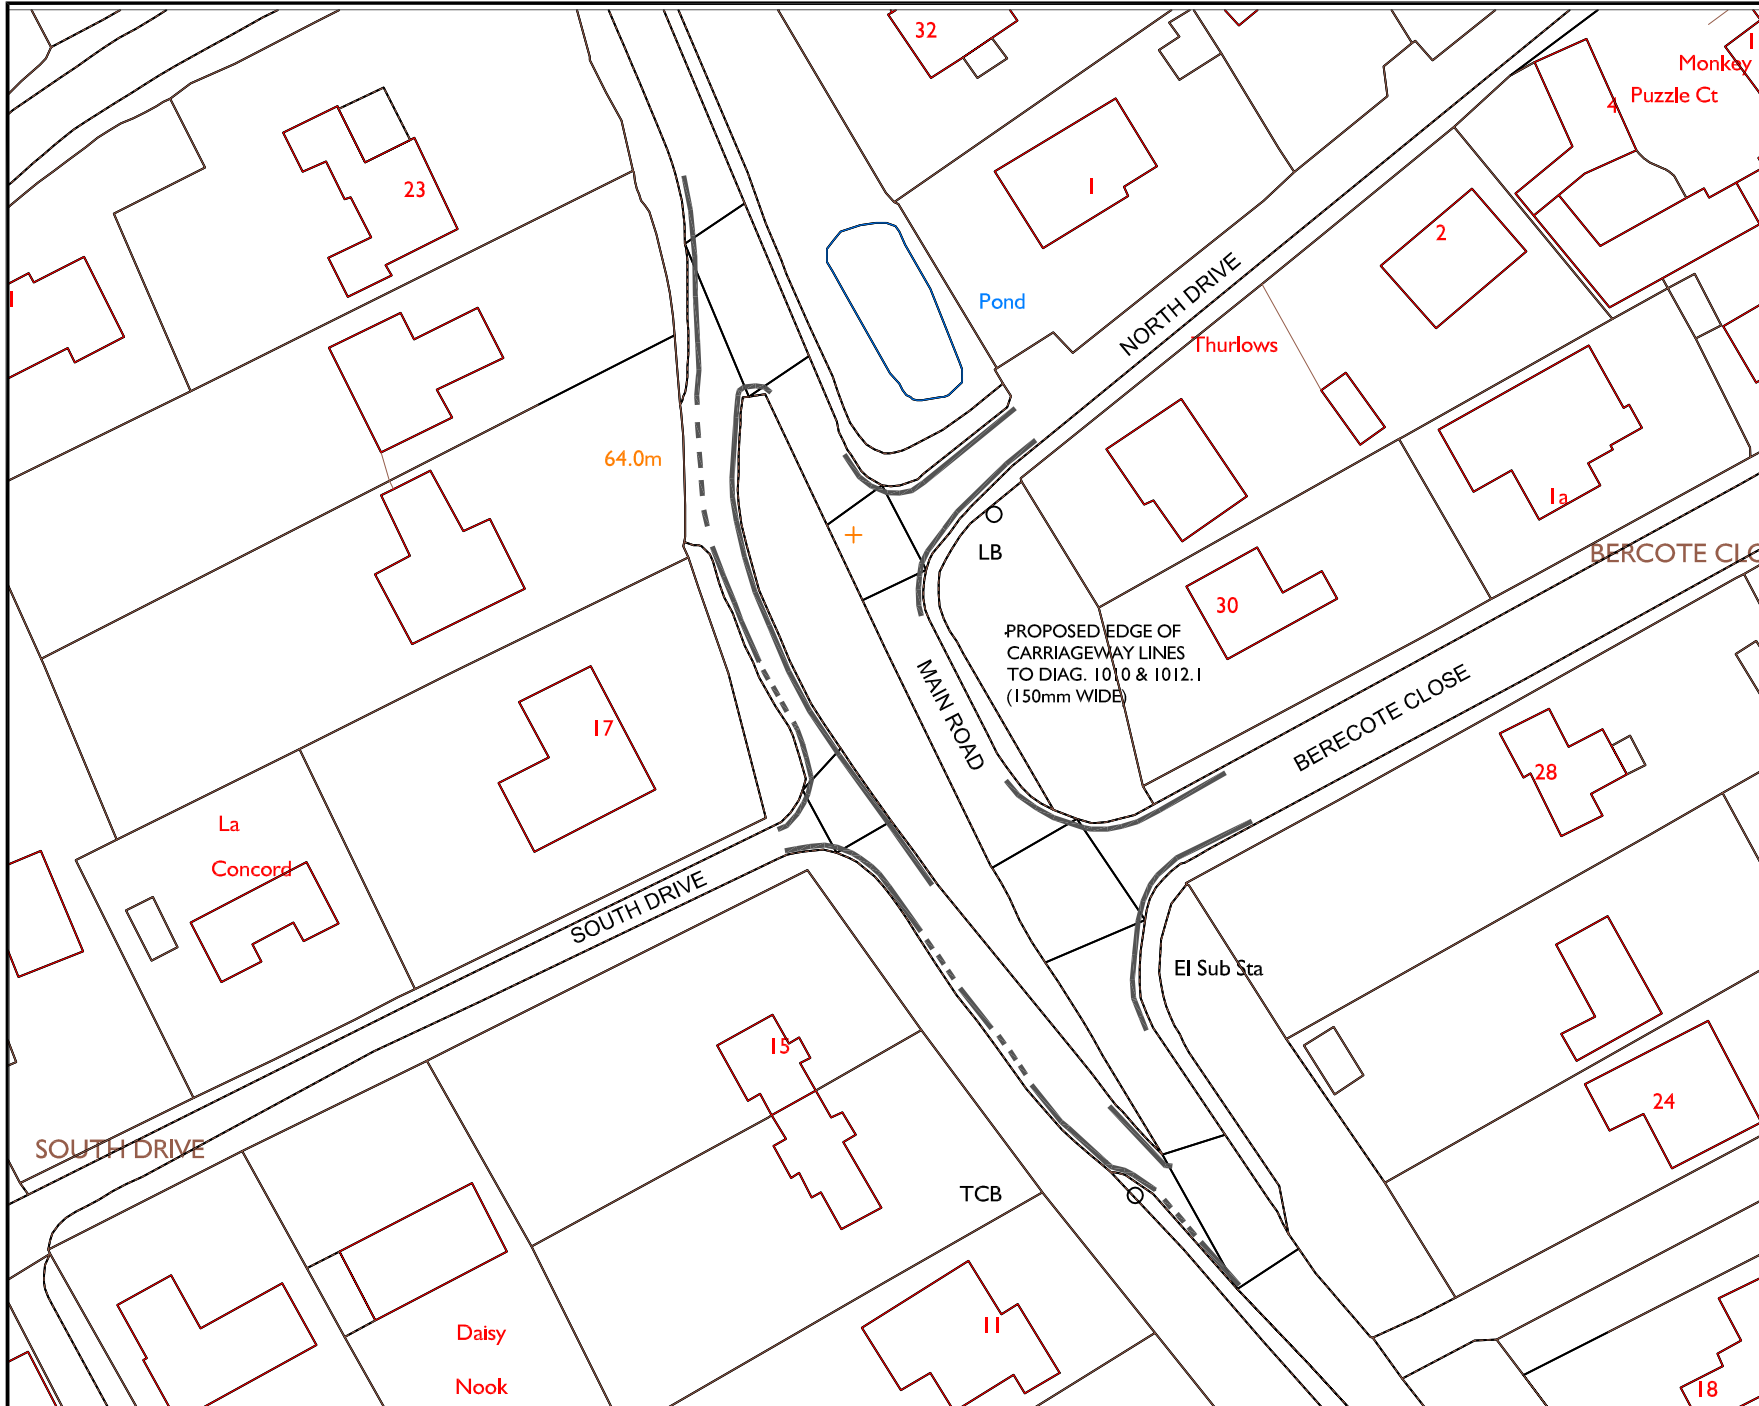 32
1
Monkey
Puzzle Ct
4
23
1
2
NORTH DRIVE
Pond
Thurlows
64.0m
1a
LB
BERCOTE CLO
30
PROPOSED EDGE OF
CARRIAGEWAY LINES
TO DIAG. 1010 & 1012.1
(150mm WIDE)
MAIN ROAD
BERECOTE CLOSE
17
28
La
Concord
SOUTH DRIVE
El Sub Sta
15
24
SOUTH DRIVE
TCB
11
Daisy
Nook
18